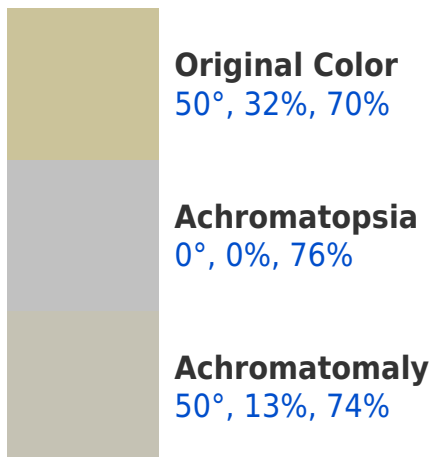 Original Color
50°, 32%, 70%
Achromatopsia
0°, 0%, 76%
Achromatomaly
50°, 13%, 74%